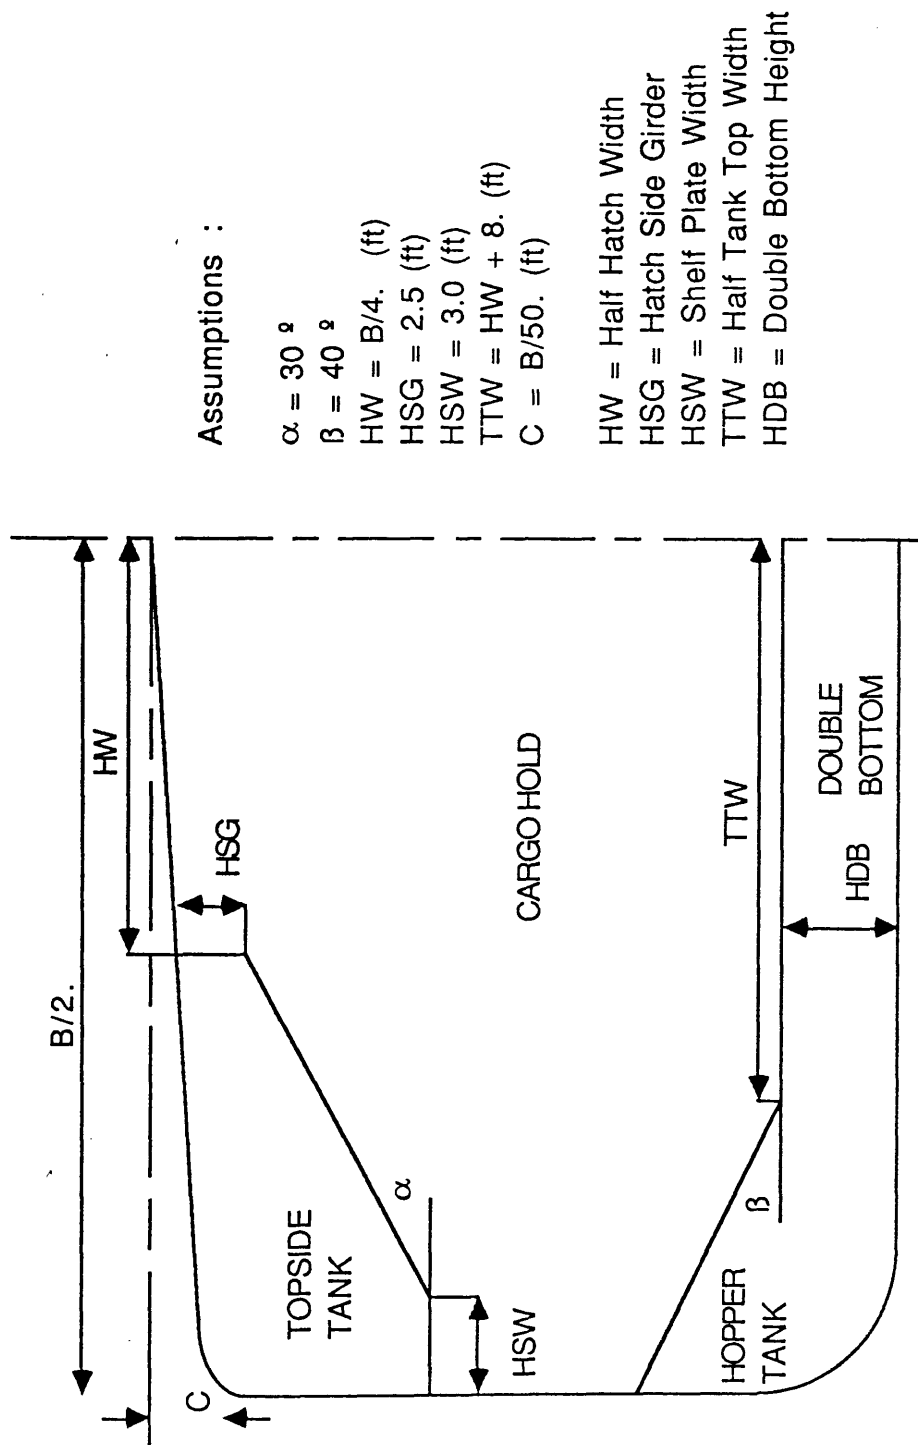 B/2.
HW
C
HSG
TOPSIDE
TANK
α
HSW
CARGO HOLD
TTW
HOPPER
TANK
β
HDB
DOUBLE
BOTTOM
Assumptions :
α = 30 º
β = 40 º
HW = B/4. (ft)
HSG = 2.5 (ft)
HSW = 3.0 (ft)
TTW = HW + 8. (ft)
C = B/50. (ft)
HW = Half Hatch Width
HSG = Hatch Side Girder
HSW = Shelf Plate Width
TTW = Half Tank Top Width
HDB = Double Bottom Height